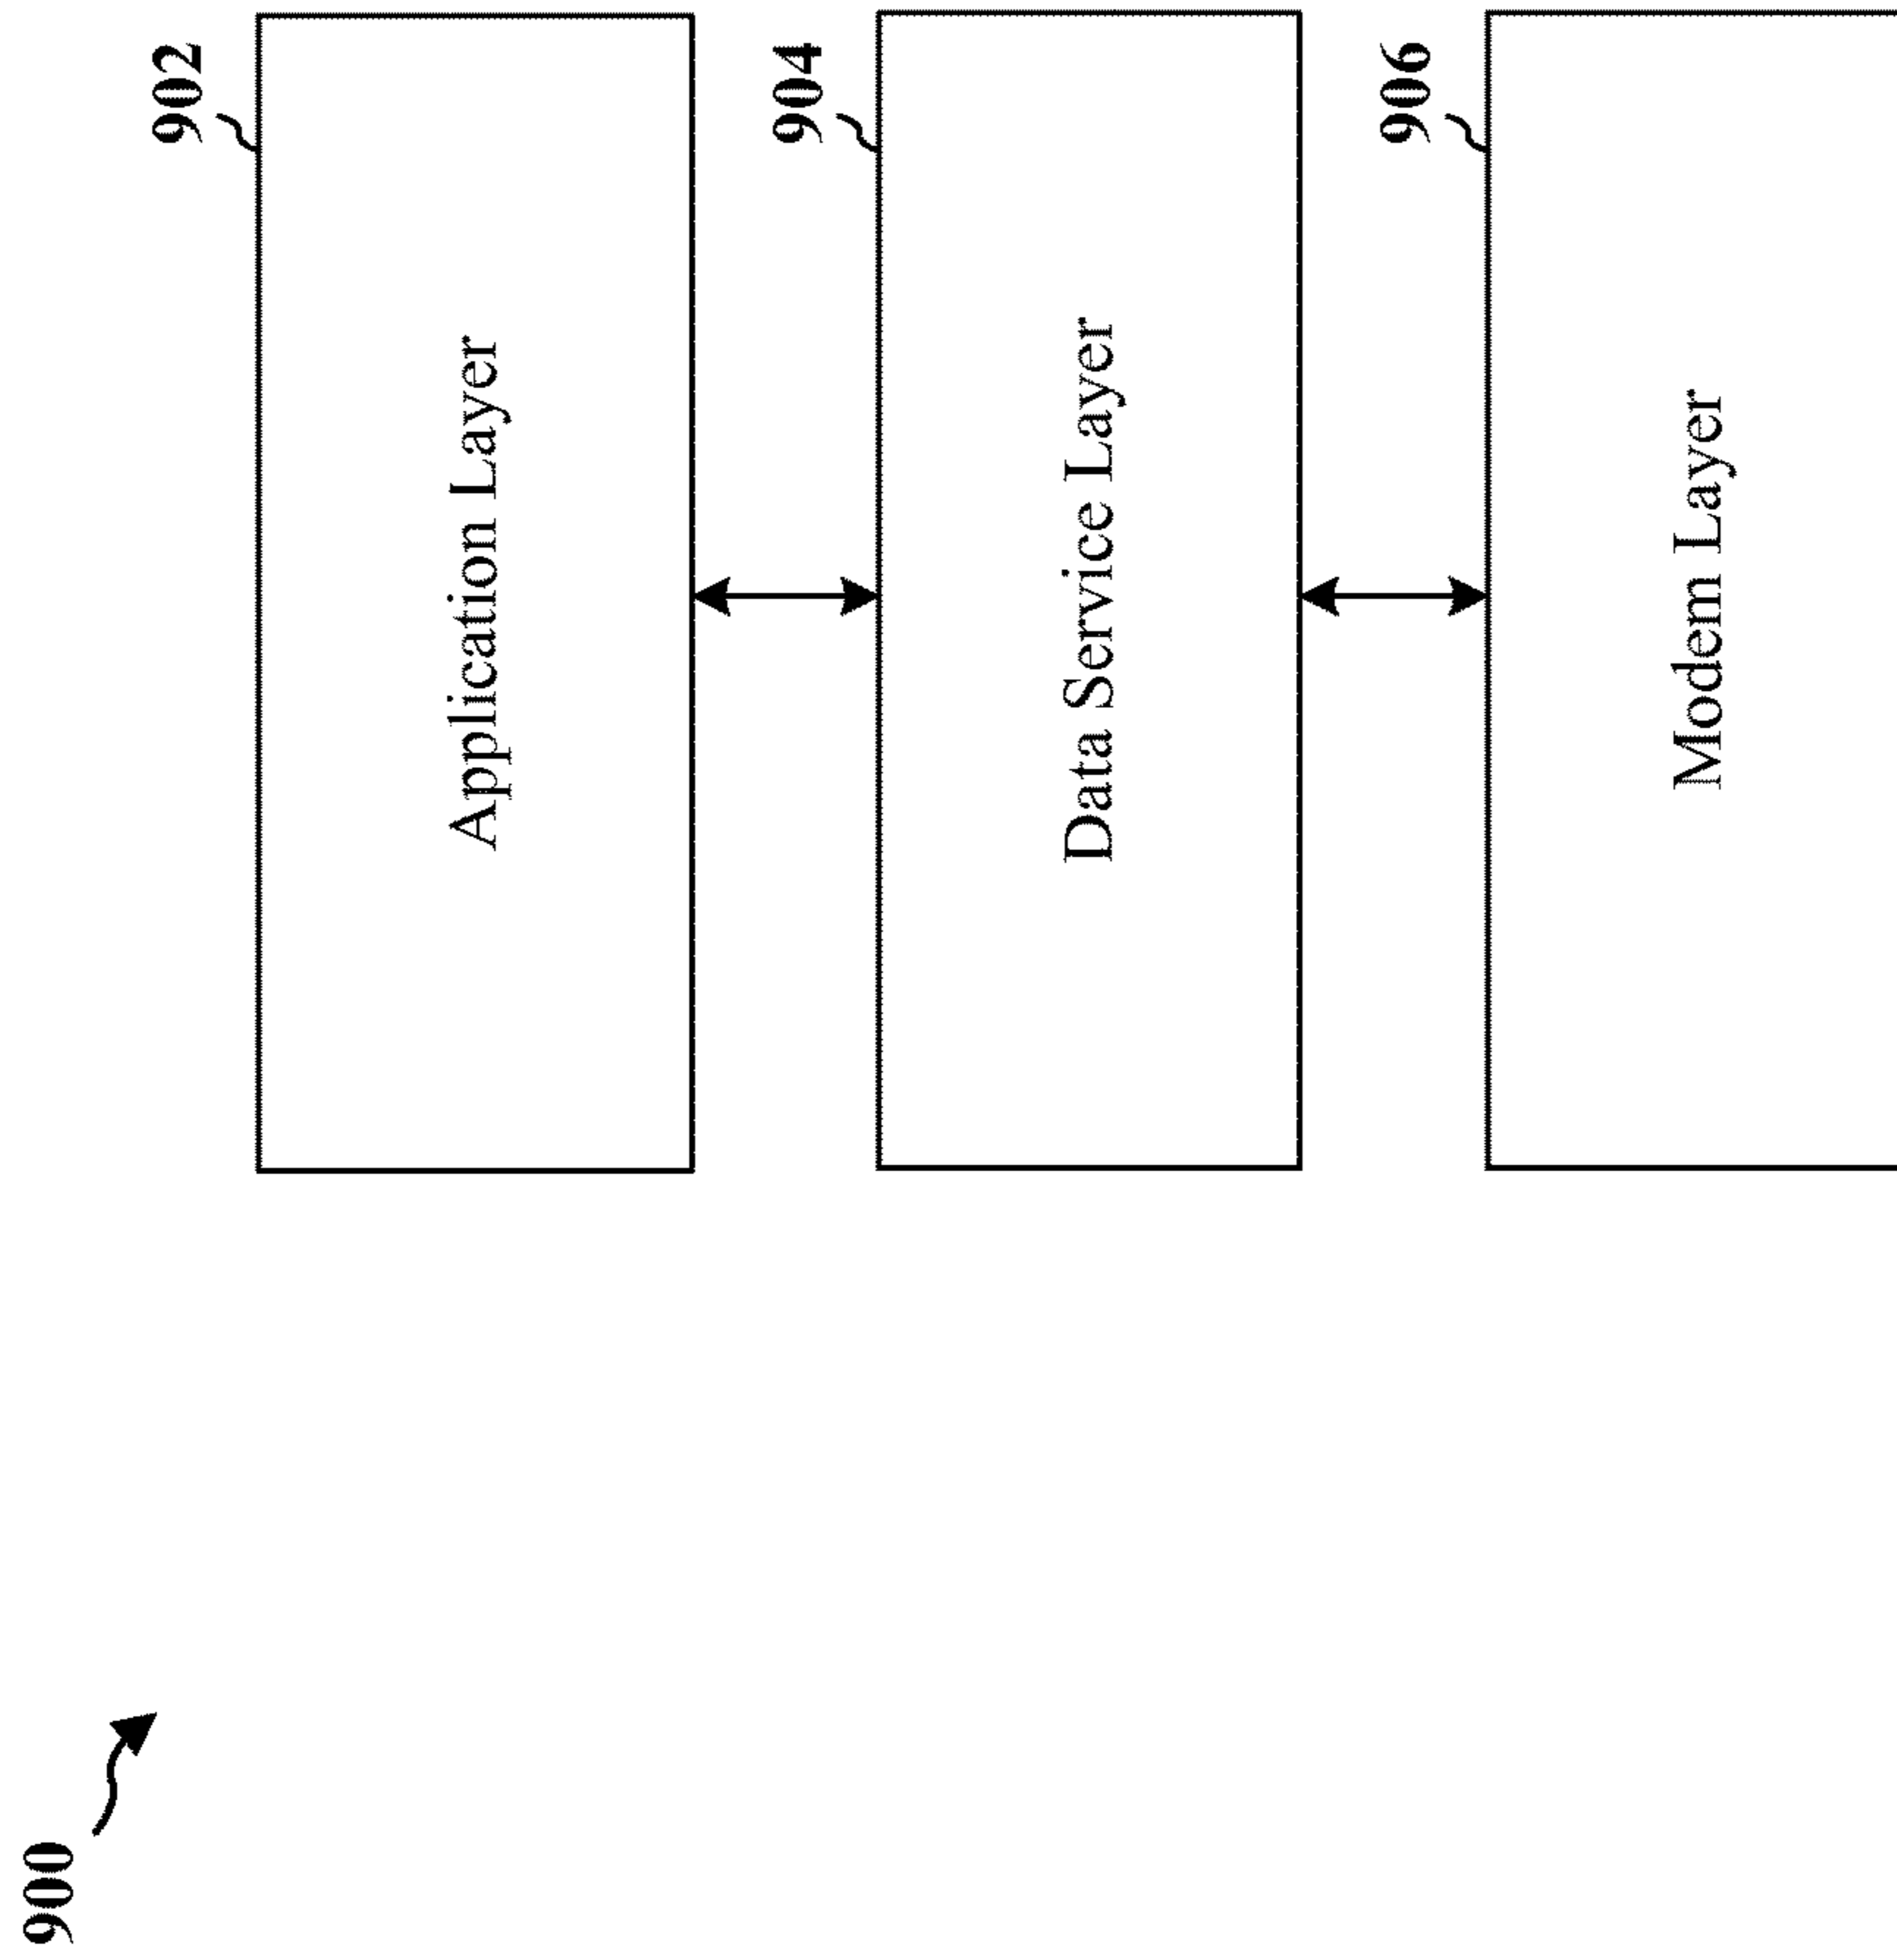 900
902
Application Layer
904
Data Service Layer
906
Modem Layer